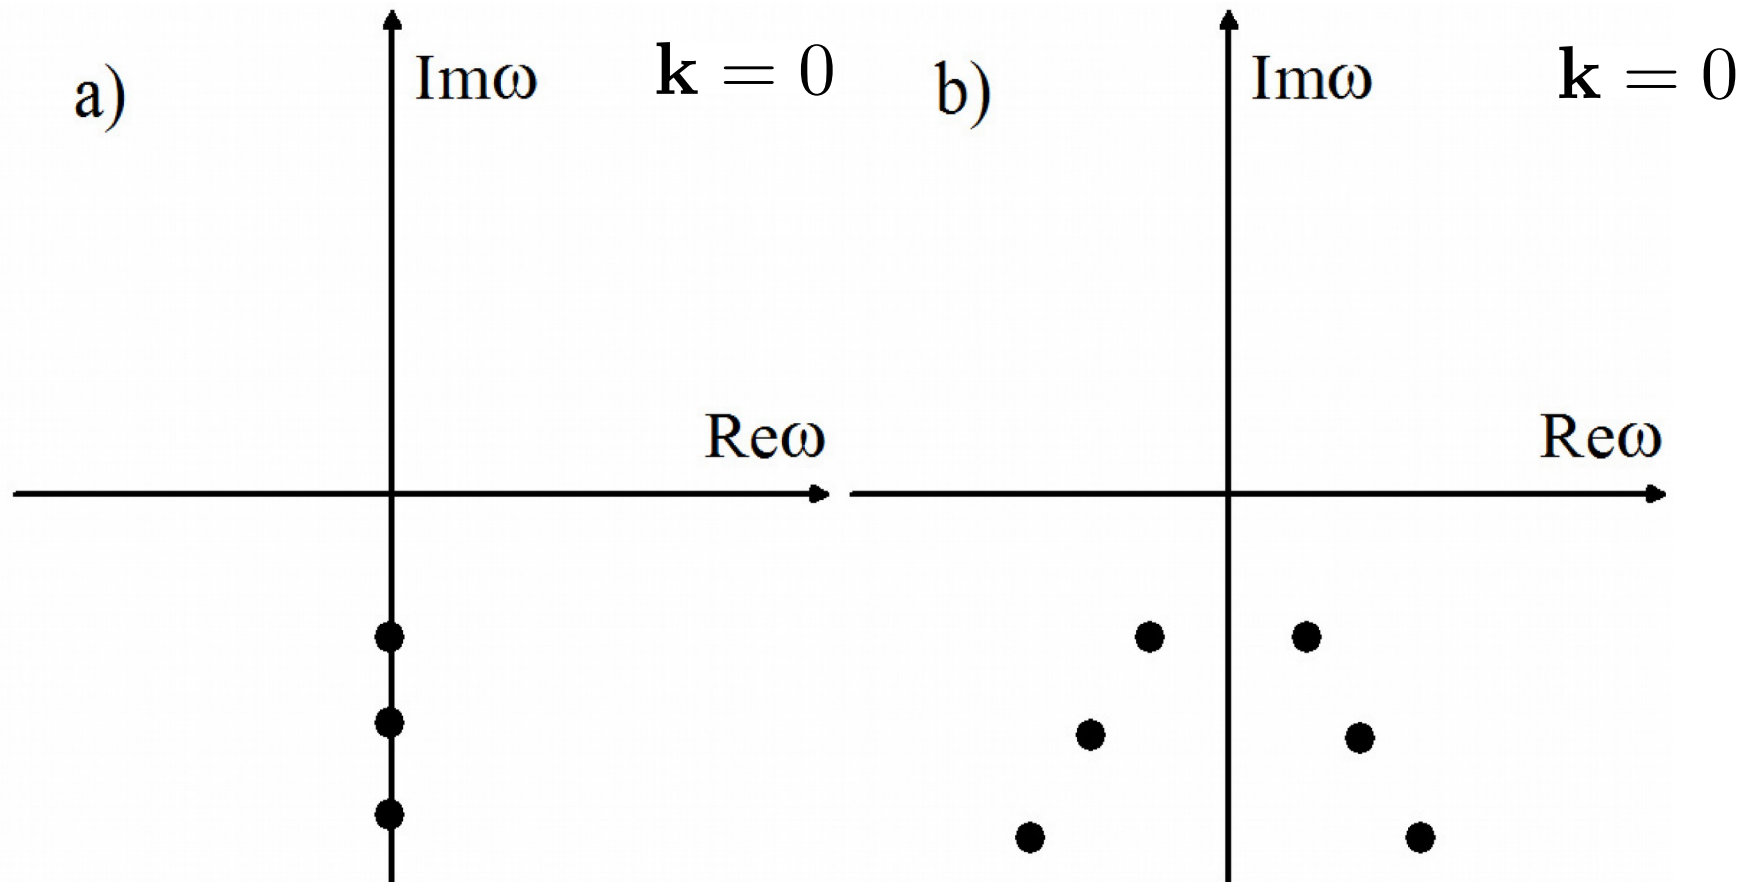 a)
Imω
𝐤 = 0
Reω
b)
Imω
𝐤 = 0
Reω